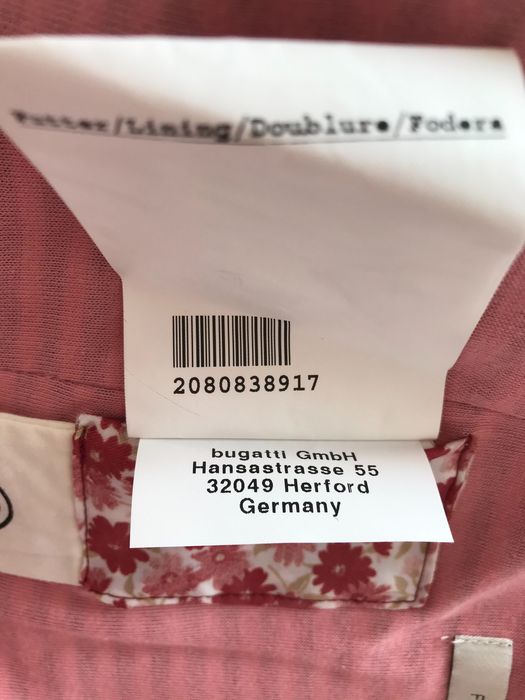 Futter/Lining/Doublure/Fodera
2080838917
bugatti GmbH
Hansastrasse 55
32049 Herford
Germany